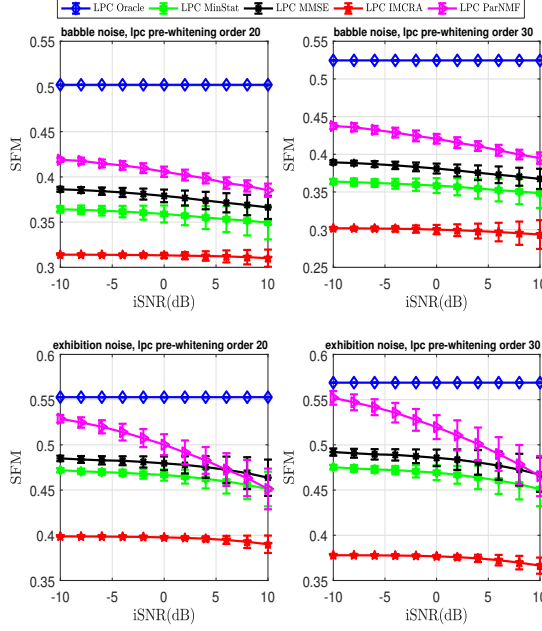 LPC Oracle LPC MinStat LPC MMSE LPC IMCRA LPC ParNMF
babble noise, lpc pre-whitening order 20
0.55
0.5
0.45
0.4
0.35
0.3
SFM
-10 -5 0 5 10
iSNR(dB)
babble noise, lpc pre-whitening order 30
0.55
0.5
0.45
0.4
0.35
0.3
0.25
SFM
-10 -5 0 5 10
iSNR(dB)
exhibition noise, lpc pre-whitening order 20
0.6
0.55
0.5
0.45
0.4
0.35
SFM
-10 -5 0 5 10
iSNR(dB)
exhibition noise, lpc pre-whitening order 30
0.6
0.55
0.5
0.45
0.4
0.35
SFM
-10 -5 0 5 10
iSNR(dB)